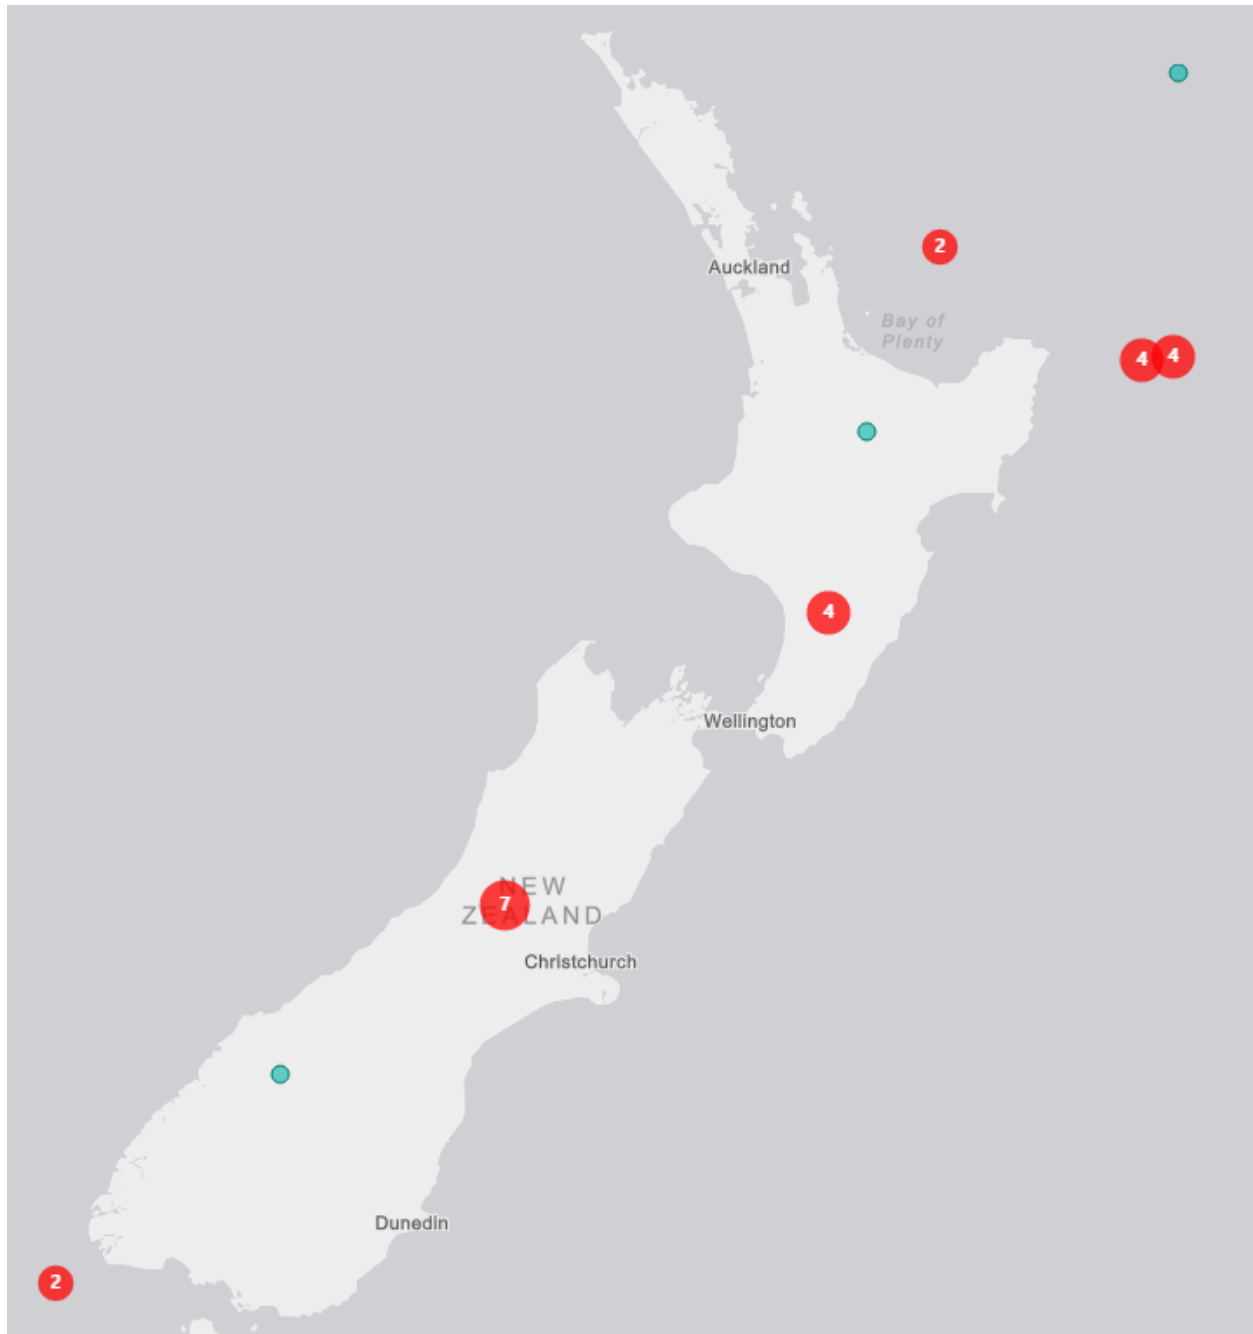 2
Auckland
Bay of
Plenty
4
4
4
Wellington
NEW
7
ZEALAND
Christchurch
Dunedin
2